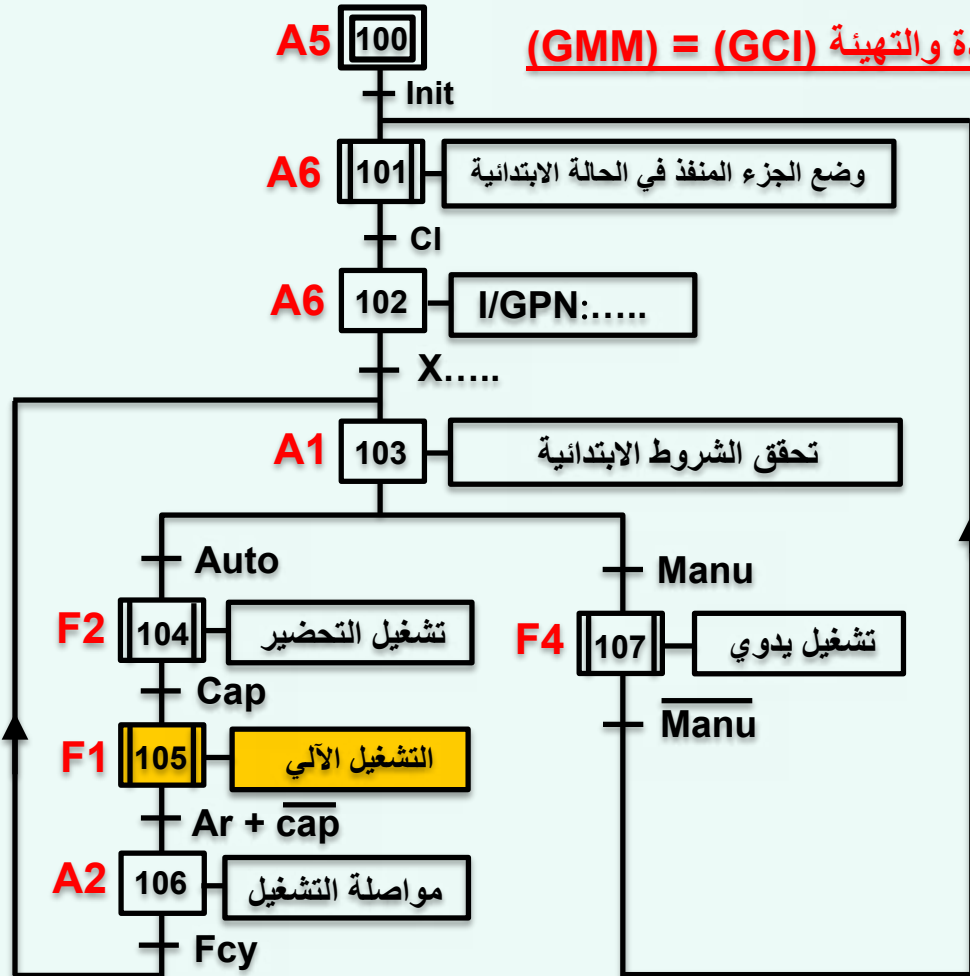 A5 100 والتهيئة (GCI) = (GMM)
Init
A6 101 وضع الجزء المنفذ في الحالة الابتدائية
CI
A6 102 I/GPN:.....
X.....
A1 103 تحقق الشروط الابتدائية
Auto Manu
F2 104 تشغيل التحضير F4 107 تشغيل يدوي
Cap M̅a̅n̅u̅
F1 105 التشغيل الآلي
Ar + c̅a̅p̅
A2 106 مواصلة التشغيل
Fcy